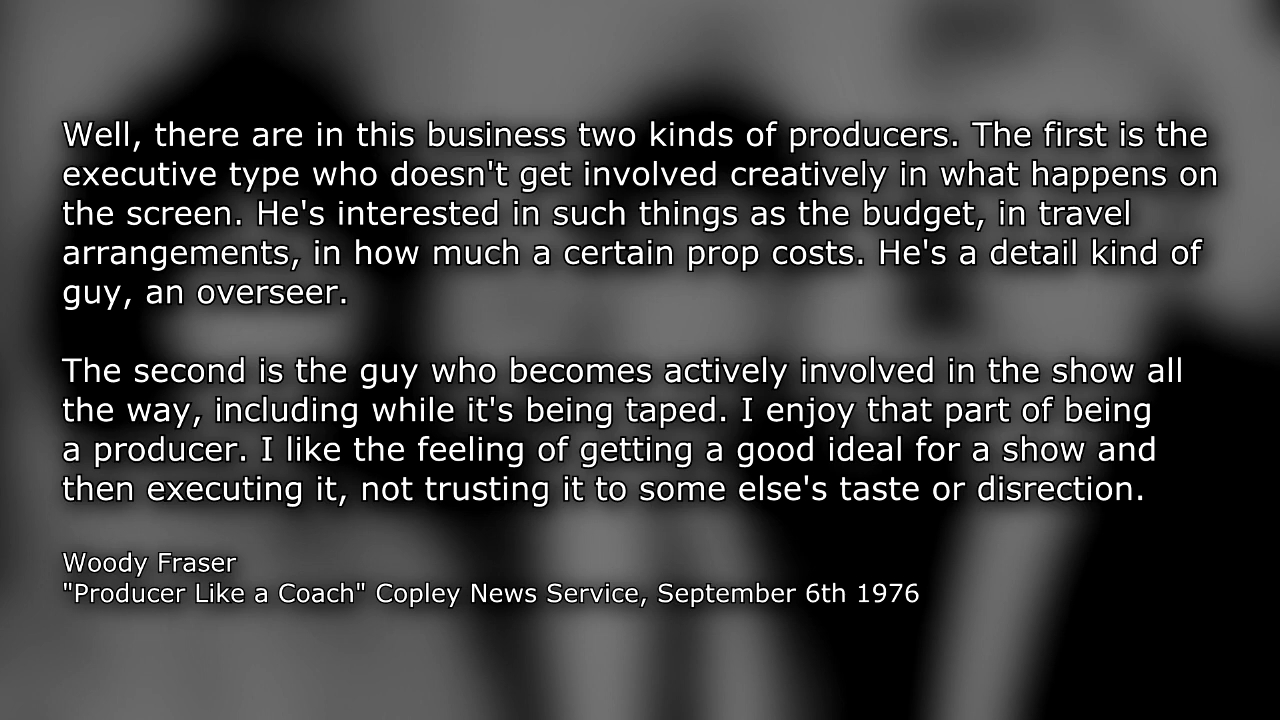 Well, there are in this business two kinds of producers. The first is the
executive type who doesn't get involved creatively in what happens on
the screen. He's interested in such things as the budget, in travel
arrangements, in how much a certain prop costs. He's a detail kind of
guy, an overseer.
The second is the guy who becomes actively involved in the show all
the way, including while it's being taped. I enjoy that part of being
a producer. I like the feeling of getting a good ideal for a show and
then executing it, not trusting it to some else's taste or disrection.
Woody Fraser
"Producer Like a Coach" Copley News Service, September 6th 1976